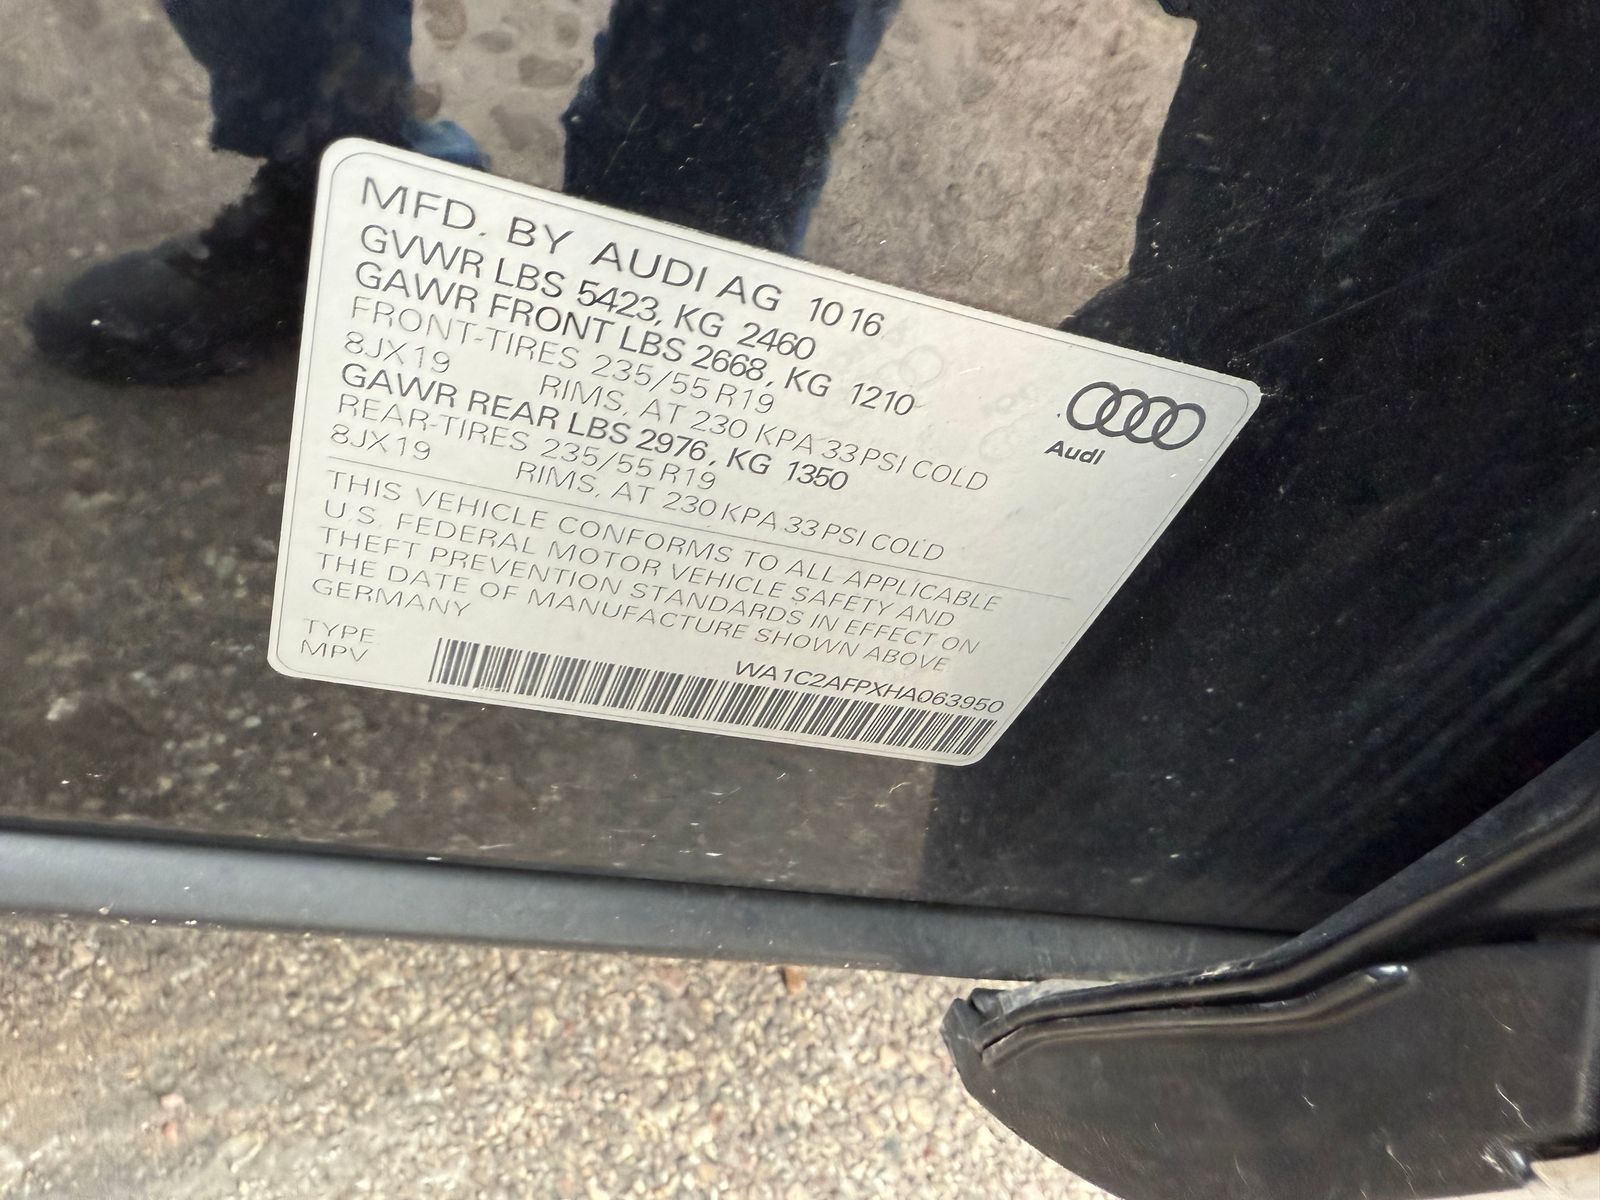 MFD. BY AUDI AG 10 16
GVWR LBS 5423, KG 2460
GAWR FRONT LBS 2668, KG 1210
FRONT-TIRES 235/55 R19
8JX19 RIMS, AT 230 KPA 33 PSI COLD
GAWR REAR LBS 2976, KG 1350
REAR-TIRES 235/55 R19
8JX19 RIMS, AT 230 KPA 33 PSI COLD
Audi
THIS VEHICLE CONFORMS TO ALL APPLICABLE
U.S. FEDERAL MOTOR VEHICLE SAFETY AND
THEFT PREVENTION STANDARDS IN EFFECT ON
THE DATE OF MANUFACTURE SHOWN ABOVE
GERMANY
TYPE
MPV
WA1C2AFPXHA063950